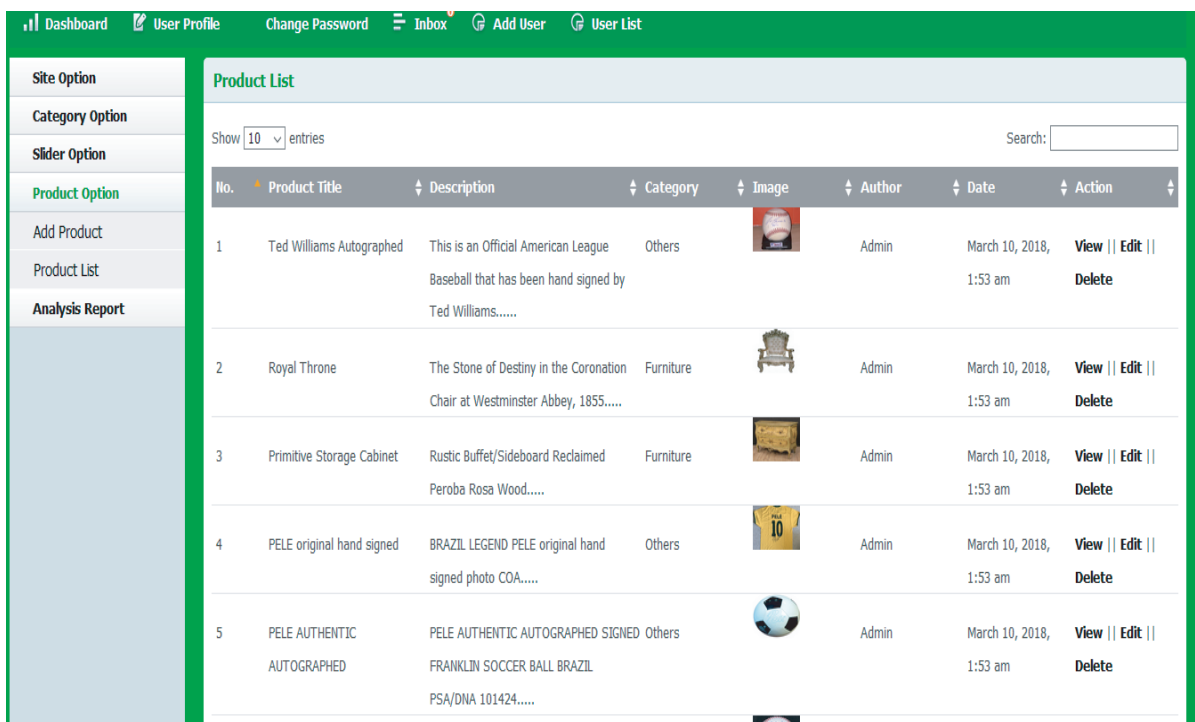 Dashboard User Profile Change Password Inbox Add User User List
Site Option
Category Option
Slider Option
Product Option
Add Product
Product List
Analysis Report
Product List
Show 10 entries Search:
No. Product Title Description Category Image Author Date Action
1 Ted Williams Autographed This is an Official American League Others Admin March 10, 2018, View || Edit ||
Baseball that has been hand signed by 1:53 am Delete
Ted Williams......
2 Royal Throne The Stone of Destiny in the Coronation Furniture Admin March 10, 2018, View || Edit ||
Chair at Westminster Abbey, 1855..... 1:53 am Delete
3 Primitive Storage Cabinet Rustic Buffet/Sideboard Reclaimed Furniture Admin March 10, 2018, View || Edit ||
Peroba Rosa Wood..... 1:53 am Delete
PELE
10
4 PELE original hand signed BRAZIL LEGEND PELE original hand Others Admin March 10, 2018, View || Edit ||
signed photo COA..... 1:53 am Delete
5 PELE AUTHENTIC PELE AUTHENTIC AUTOGRAPHED SIGNED Others Admin March 10, 2018, View || Edit ||
AUTOGRAPHED FRANKLIN SOCCER BALL BRAZIL 1:53 am Delete
PSA/DNA 101424.....